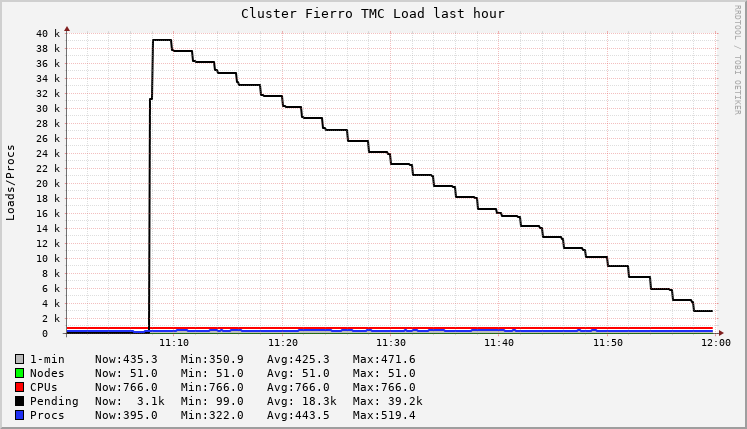 Cluster Fierro TMC Load last hour
RRDTOOL / TOBI OETIKER
Loads/Procs
40 k
38 k
36 k
34 k
32 k
30 k
28 k
26 k
24 k
22 k
20 k
18 k
16 k
14 k
12 k
10 k
8 k
6 k
4 k
2 k
0
11:10 11:20 11:30 11:40 11:50 12:00
1-min Now:435.3 Min:350.9 Avg:425.3 Max:471.6
Nodes Now: 51.0 Min: 51.0 Avg: 51.0 Max: 51.0
CPUs Now:766.0 Min:766.0 Avg:766.0 Max:766.0
Pending Now: 3.1k Min: 99.0 Avg: 18.3k Max: 39.2k
Procs Now:395.0 Min:322.0 Avg:443.5 Max:519.4